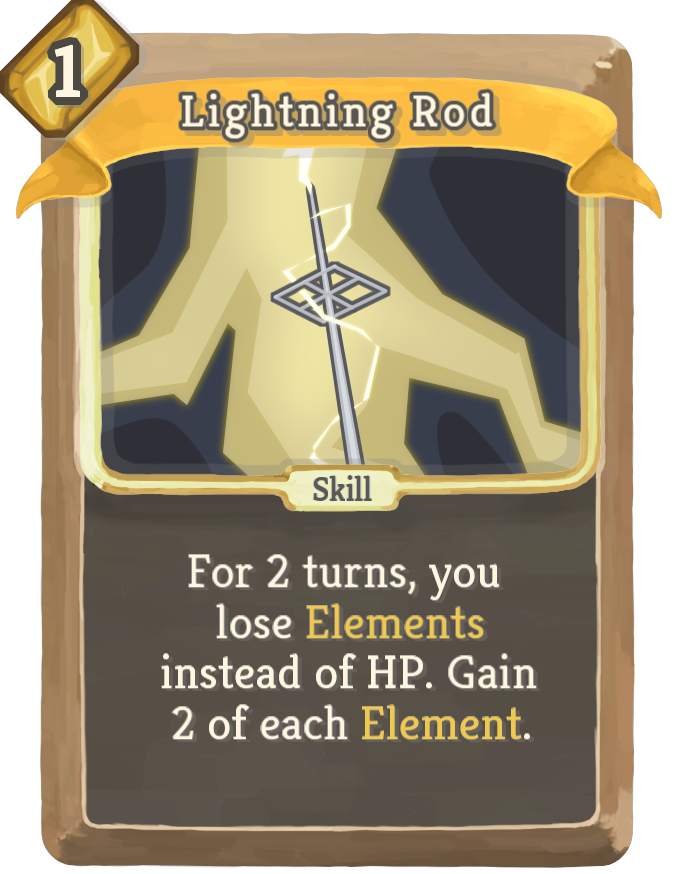 1
Lightning Rod
Skill
For 2 turns, you
lose Elements
instead of HP. Gain
2 of each Element.